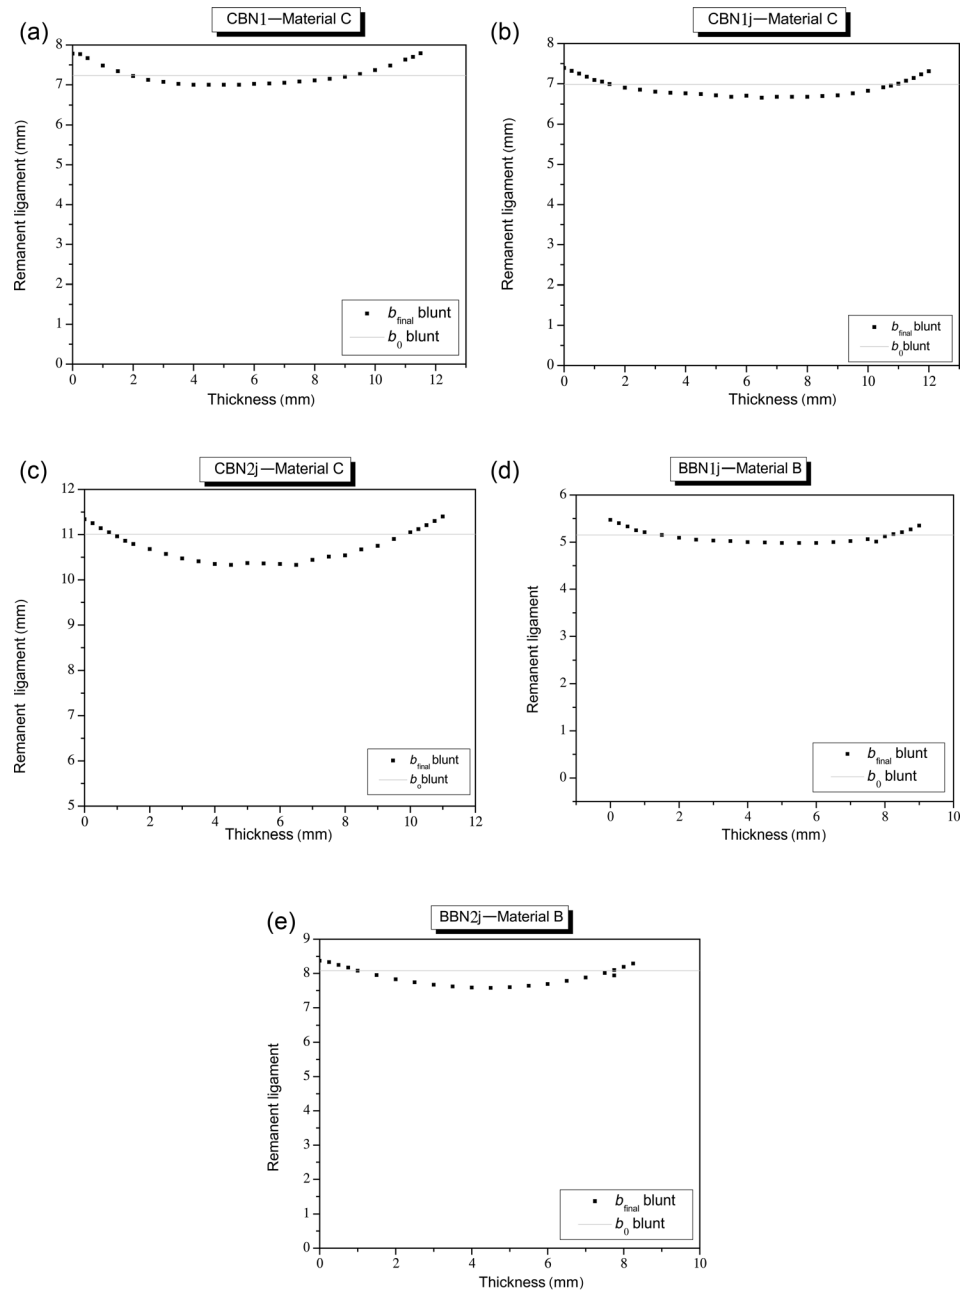 (a)
CBN1—Material C
8
7
6
5
4
3
2
1
0
Remanent ligament (mm)
0 2 4 6 8 10 12
Thickness (mm)
b_final blunt
b_0 blunt
(b)
CBN1j—Material C
8
7
6
5
4
3
2
1
0
Remanent ligament (mm)
0 2 4 6 8 10 12
Thickness (mm)
b_final blunt
b_0 blunt
(c)
CBN2j—Material C
12
11
10
9
8
7
6
5
Remanent ligament (mm)
0 2 4 6 8 10 12
Thickness (mm)
b_final blunt
b_o blunt
(d)
BBN1j—Material B
6
5
4
3
2
1
0
Remanent ligament
0 2 4 6 8 10
Thickness (mm)
b_final blunt
b_0 blunt
(e)
BBN2j—Material B
9
8
7
6
5
4
3
2
1
0
Remanent ligament
0 2 4 6 8 10
Thickness (mm)
b_final blunt
b_0 blunt